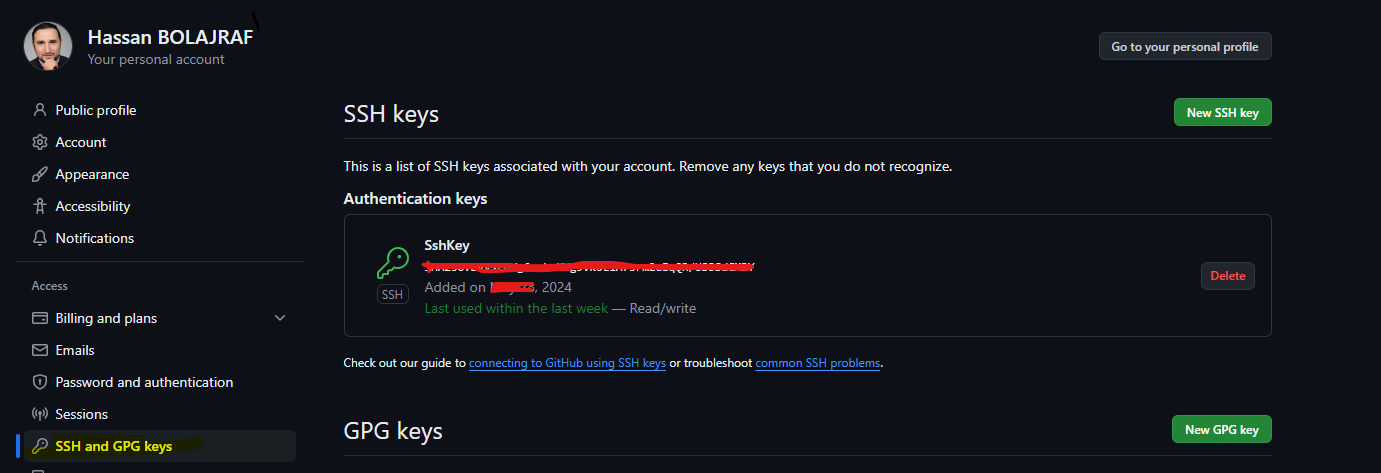 Hassan BOLAJRAF
Your personal account
Go to your personal profile
Public profile
Account
Appearance
Accessibility
Notifications
Access
Billing and plans
Emails
Password and authentication
Sessions
SSH and GPG keys
SSH keys
New SSH key
This is a list of SSH keys associated with your account. Remove any keys that you do not recognize.
Authentication keys
SshKey
SSH
Added on , 2024
Last used within the last week — Read/write
Delete
Check out our guide to connecting to GitHub using SSH keys or troubleshoot common SSH problems.
GPG keys
New GPG key